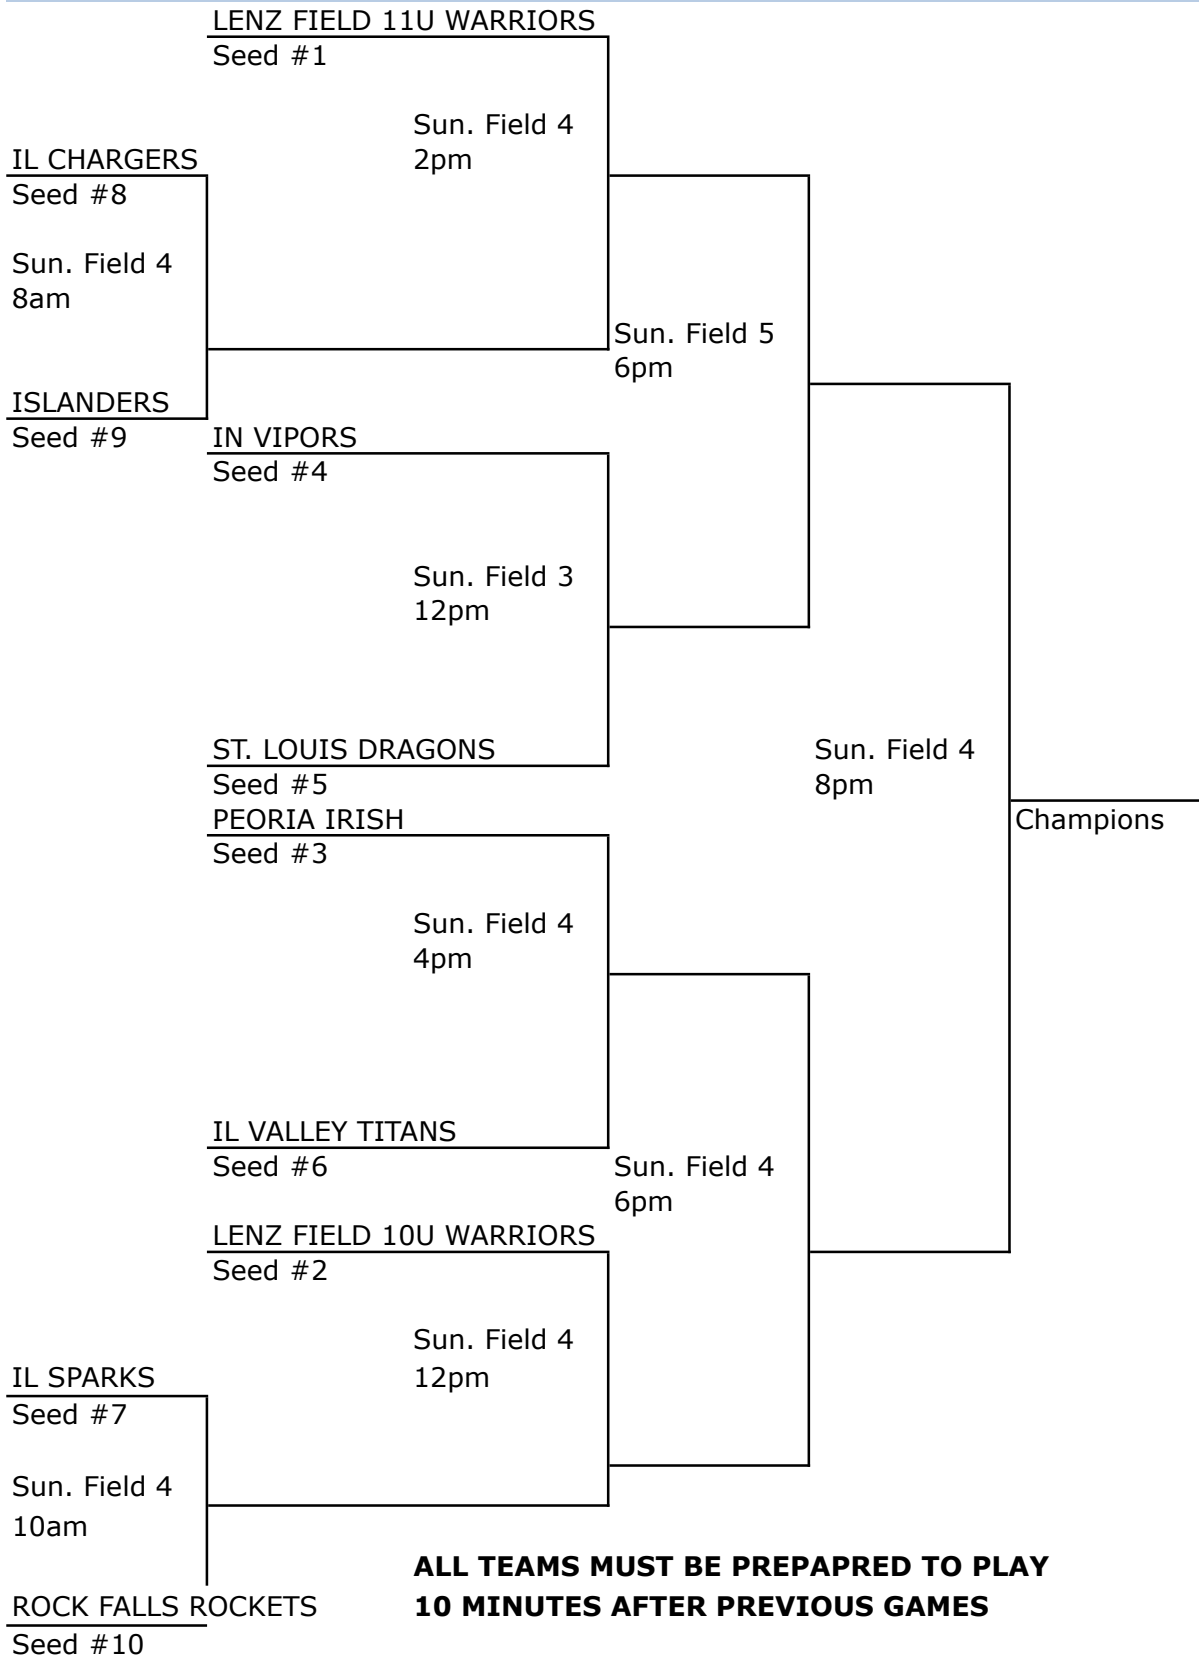 LENZ FIELD 11U WARRIORS
Seed #1
Sun. Field 4
2pm
IL CHARGERS
Seed #8
Sun. Field 4
8am
Sun. Field 5
6pm
ISLANDERS
Seed #9
IN VIPORS
Seed #4
Sun. Field 3
12pm
ST. LOUIS DRAGONS
Seed #5
Sun. Field 4
8pm
PEORIA IRISH
Seed #3
Champions
Sun. Field 4
4pm
IL VALLEY TITANS
Seed #6
Sun. Field 4
6pm
LENZ FIELD 10U WARRIORS
Seed #2
Sun. Field 4
12pm
IL SPARKS
Seed #7
Sun. Field 4
10am
ALL TEAMS MUST BE PREPAPRED TO PLAY
10 MINUTES AFTER PREVIOUS GAMES
ROCK FALLS ROCKETS
Seed #10